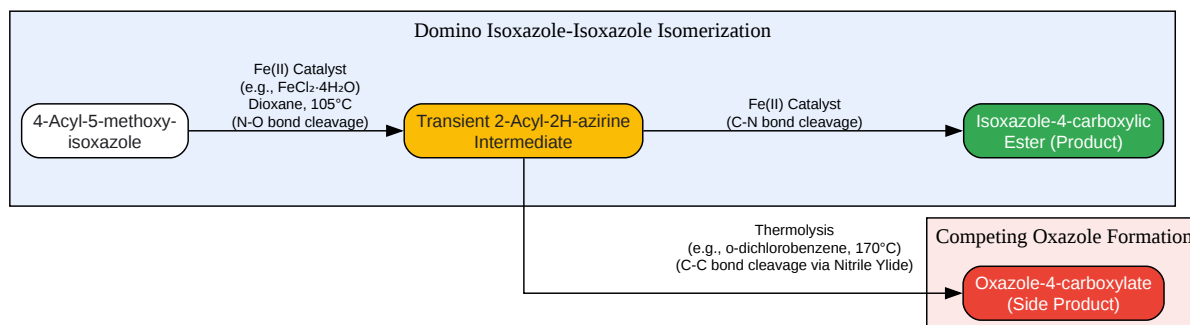 Domino Isoxazole-Isoxazole Isomerization
4-Acyl-5-methoxy-
isoxazole
Fe(II) Catalyst
(e.g., FeCl₂·4H₂O)
Dioxane, 105°C
(N-O bond cleavage)
Transient 2-Acyl-2H-azirine
Intermediate
Fe(II) Catalyst
(C-N bond cleavage)
Isoxazole-4-carboxylic
Ester (Product)
Thermolysis
(e.g., o-dichlorobenzene, 170°C)
(C-C bond cleavage via Nitrile Ylide)
Competing Oxazole Formation
Oxazole-4-carboxylate
(Side Product)